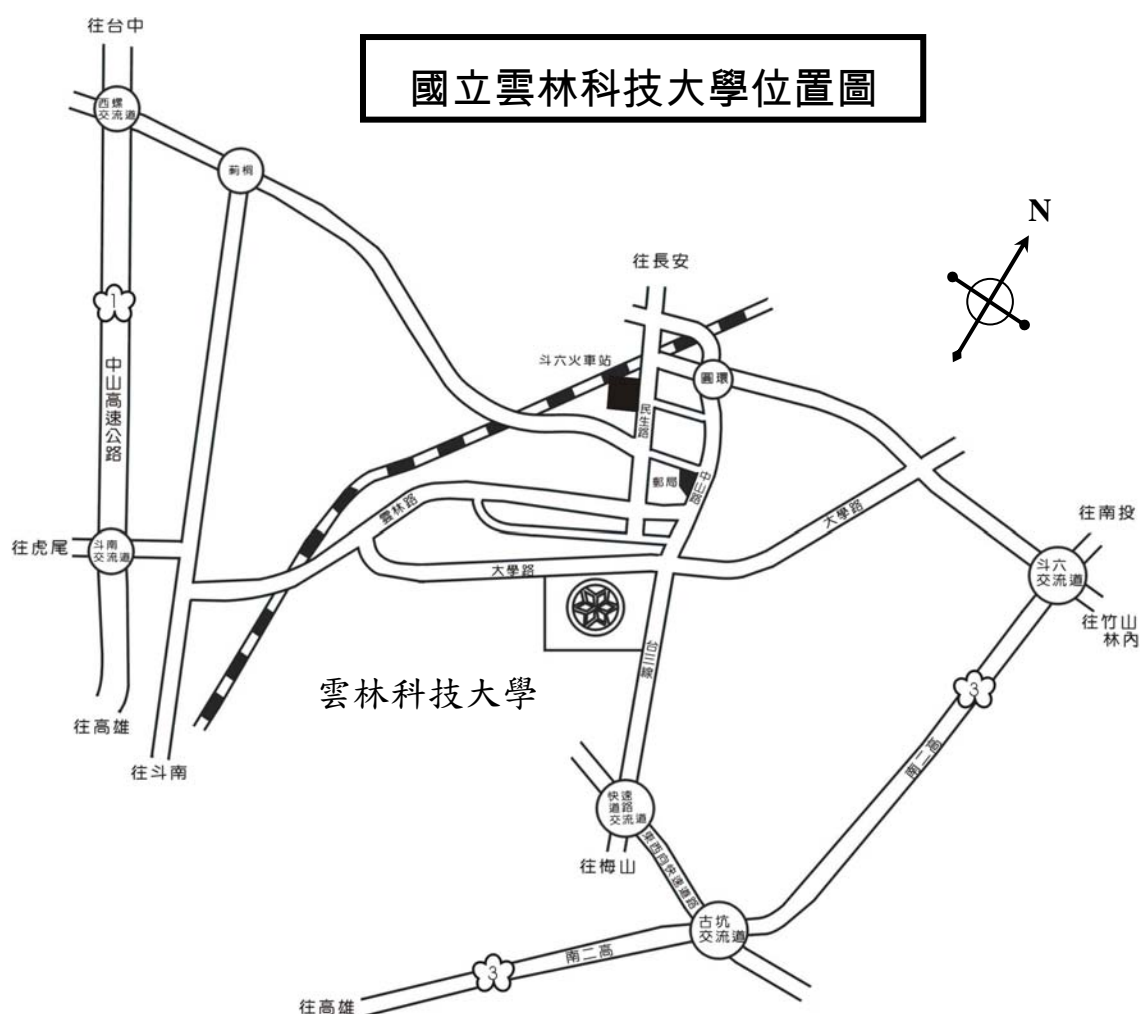 往台中
國立雲林科技大學位置圖
西螺
交流道
莿桐
N
往長安
1
斗六火車站
圓環
中山高速公路
民生路
郵局
中山路
雲林路
大學路
往南投
往虎尾
斗南
交流道
大學路
斗六
交流道
往竹山
林內
台三線
雲林科技大學
3
往高雄
往斗南
南二高
快速
道路
交流道
東西向快速道路
往梅山
古坑
交流道
南二高
3
往高雄